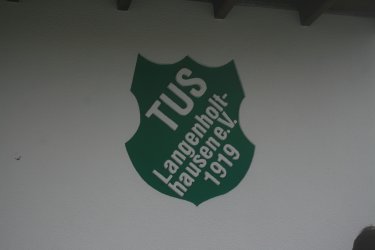 TUS
Langenholt-
hausen e.V.
1919